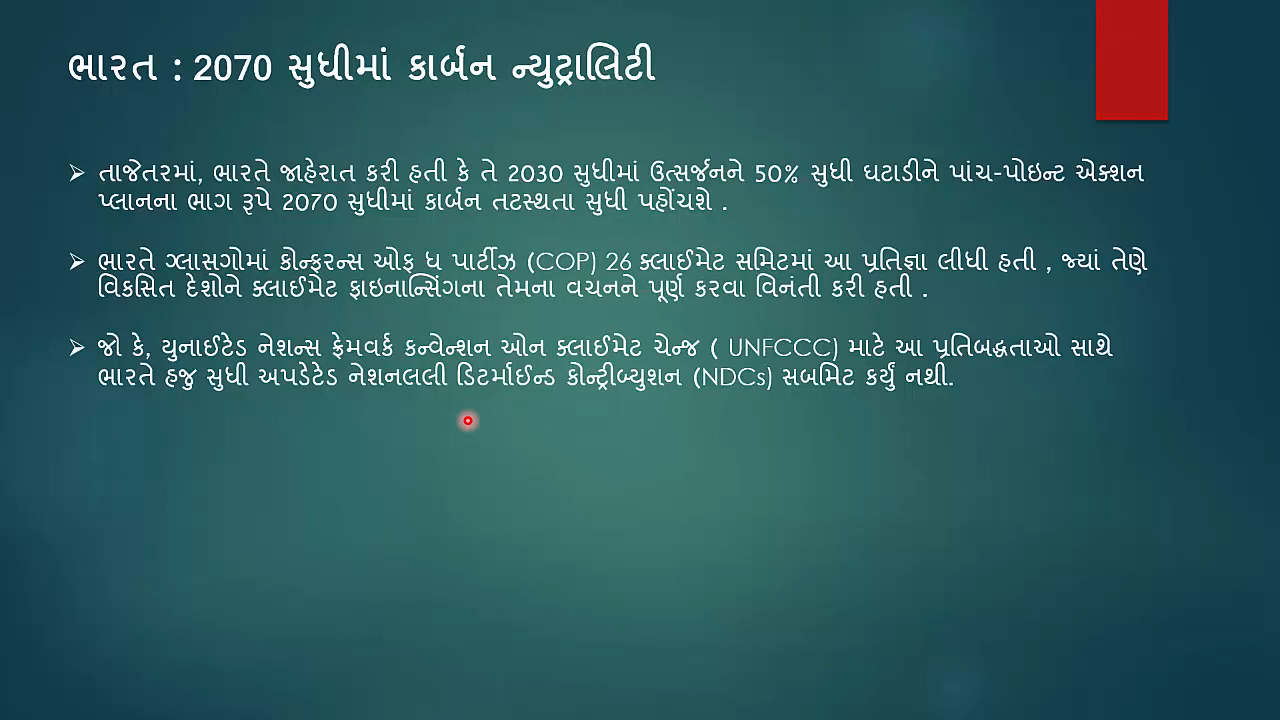 ભારત : 2070 સુધીમાં કાર્બન ન્યુટ્રાલિટી
તાજેતરમાં, ભારતે જાહેરાત કરી હતી કે તે 2030 સુધીમાં ઉત્સર્જનને 50% સુધી ઘટાડીને પાંચ-પોઇન્ટ એક્શન
પ્લાનના ભાગ રૂપે 2070 સુધીમાં કાર્બન તટસ્થતા સુધી પહોંચશે .
ભારતે ગ્લાસગોમાં કોન્ફરન્સ ઓફ ધ પાર્ટીઝ (COP) 26 ક્લાઈમેટ સમિટમાં આ પ્રતિજ્ઞા લીધી હતી , જ્યાં તેણે
વિકસિત દેશોને ક્લાઈમેટ ફાઇનાન્સિંગના તેમના વચનને પૂર્ણ કરવા વિનંતી કરી હતી .
જો કે, યુનાઈટેડ નેશન્સ ફ્રેમવર્ક કન્વેન્શન ઓન ક્લાઈમેટ ચેન્જ ( UNFCCC) માટે આ પ્રતિબદ્ધતાઓ સાથે
ભારતે હજુ સુધી અપડેટેડ નેશનલલી ડિટર્માઈન્ડ કોન્ટ્રીબ્યુશન (NDCs) સબમિટ કર્યું નથી.